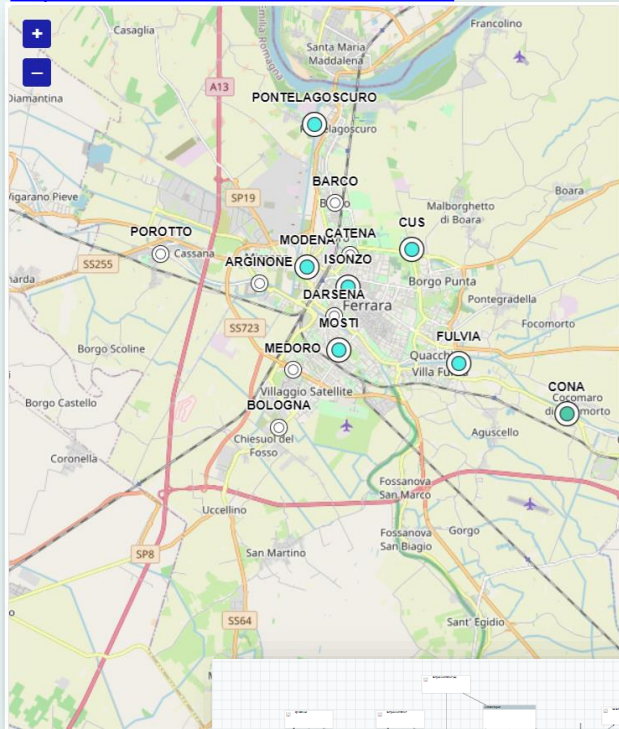 +
Casaglia
Francolino
Santa Maria
Maddalena
–
A13
Diamantina
PONTELAGOSCURO
BARCO
SP19
Vigarano Pieve
Boara
Malborghetto
di Boara
CUS
CATENA
POROTTO
MODENA
Cassana
ISONZO
ARGINONE
SS255
Borgo Punta
DARSENA
Pontegradella
Ferrara
MOSTI
SS723
Focomorto
FULVIA
MEDORO
Borgo Scoline
CONA
Villaggio Satellite
Borgo Castello
BOLOGNA
Aguscello
Chiesuol del
Fosso
Coronella
Fossanova
San Marco
Uccellino
Fossanova
San Biagio
Gorgo
SP8
San Martino
SS64
Sant' Egidio